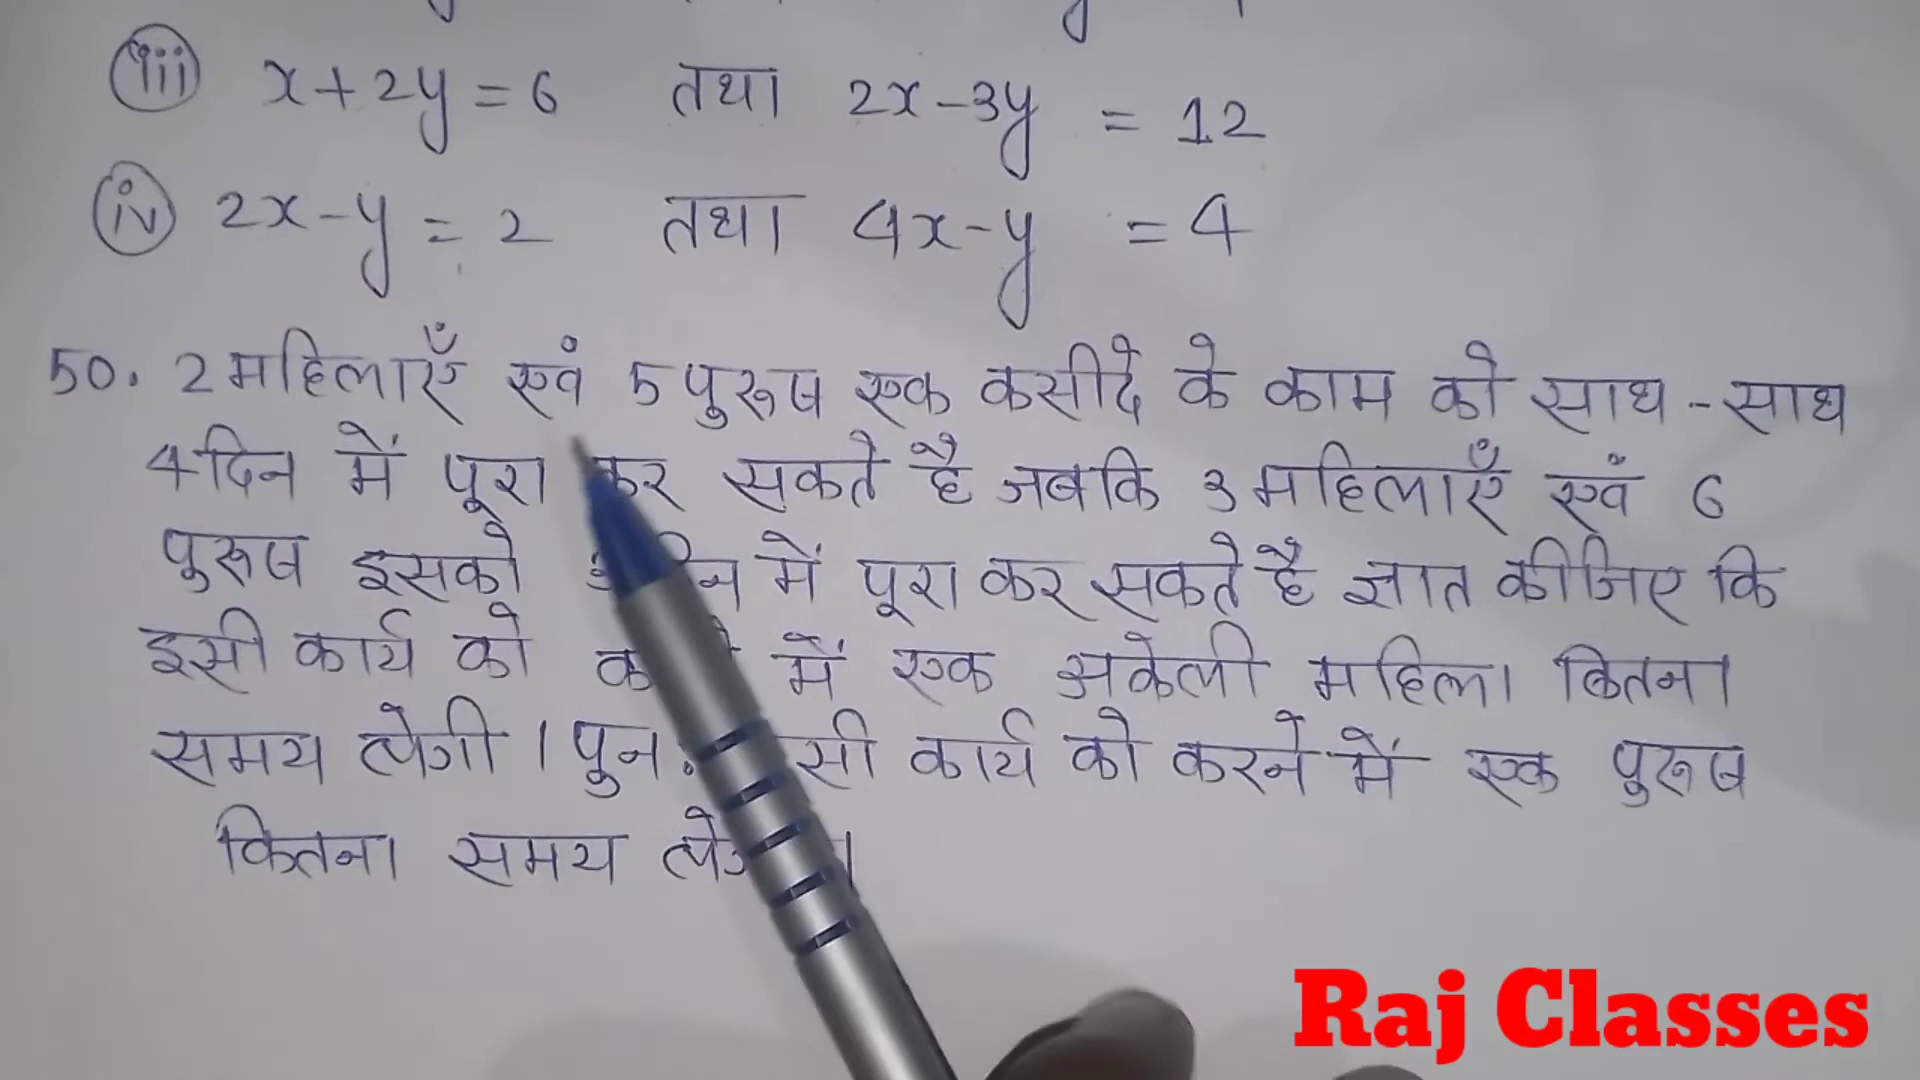 iii x+2y=6 तथा 2x-3y = 12
iv 2x-y=2 तथा 4x-y =4
50. 2 महिलाएँ एवं 5 पुरूष एक कसीदे के काम को साथ-साथ
4 दिन में पूरा कर सकते है जबकि 3 महिलाएँ एवं 6
पुरूष इसको में पूरा कर सकते है ज्ञात कीजिए कि
इसी कार्य को में एक अकेली महिला कितना
समय लेगी । पुन: कार्य को करने में एक पुरूष
कितना समय
Raj Classes